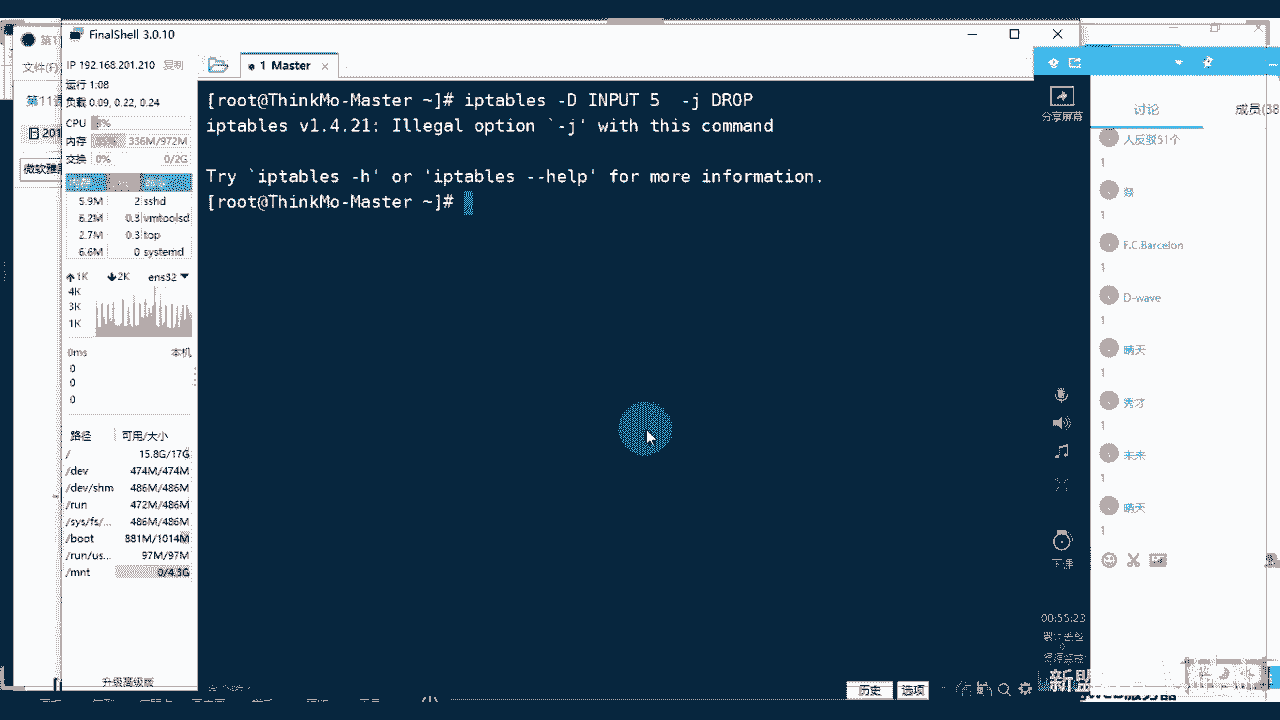 FinalShell 3.0.10
文件(F)
IP 192.168.201.210 复制
1 Master
运行 1:08
负载 0.09, 0.22, 0.24
CPU
内存 336M/972M
交换 0% 0/2G
5.9M 2 sshd
6.2M 0.3 vmtoolsd
2.7M 0.3 top
6.6M 0 systemd
1K 2K ens32
4K
3K
1K
0ms 本机
0
0
0
路径 可用/大小
/ 15.8G/17G
/dev 474M/474M
/dev/shm 486M/486M
/run 472M/486M
/sys/fs/... 486M/486M
/boot 881M/1014M
/run/us... 97M/97M
/mnt 0/4.3G
升级高级版
[root@ThinkMo-Master ~]# iptables -D INPUT 5  -j DROP
iptables v1.4.21: Illegal option `-j' with this command
Try `iptables -h' or 'iptables --help' for more information.
[root@ThinkMo-Master ~]#
历史 选项
分享屏幕
下课
00:55:23
讨论 成员(38
人反驳51个
1
1
F.C.Barcelon
1
D-wave
1
晴天
1
秀才
1
未来
1
晴天
1
新盟